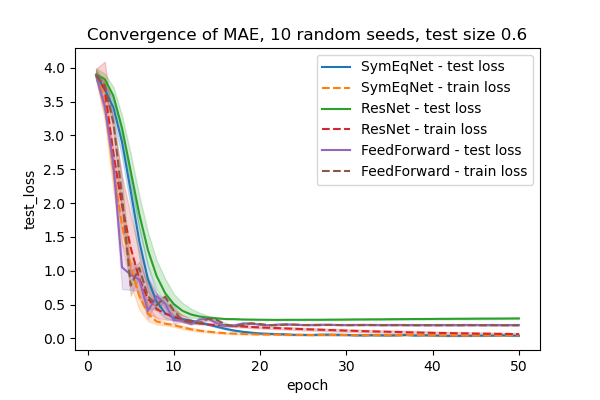 Convergence of MAE, 10 random seeds, test size 0.6
SymEqNet - test loss
SymEqNet - train loss
ResNet - test loss
ResNet - train loss
FeedForward - test loss
FeedForward - train loss
4.0
3.5
3.0
2.5
2.0
1.5
1.0
0.5
0.0
test_loss
0 10 20 30 40 50
epoch